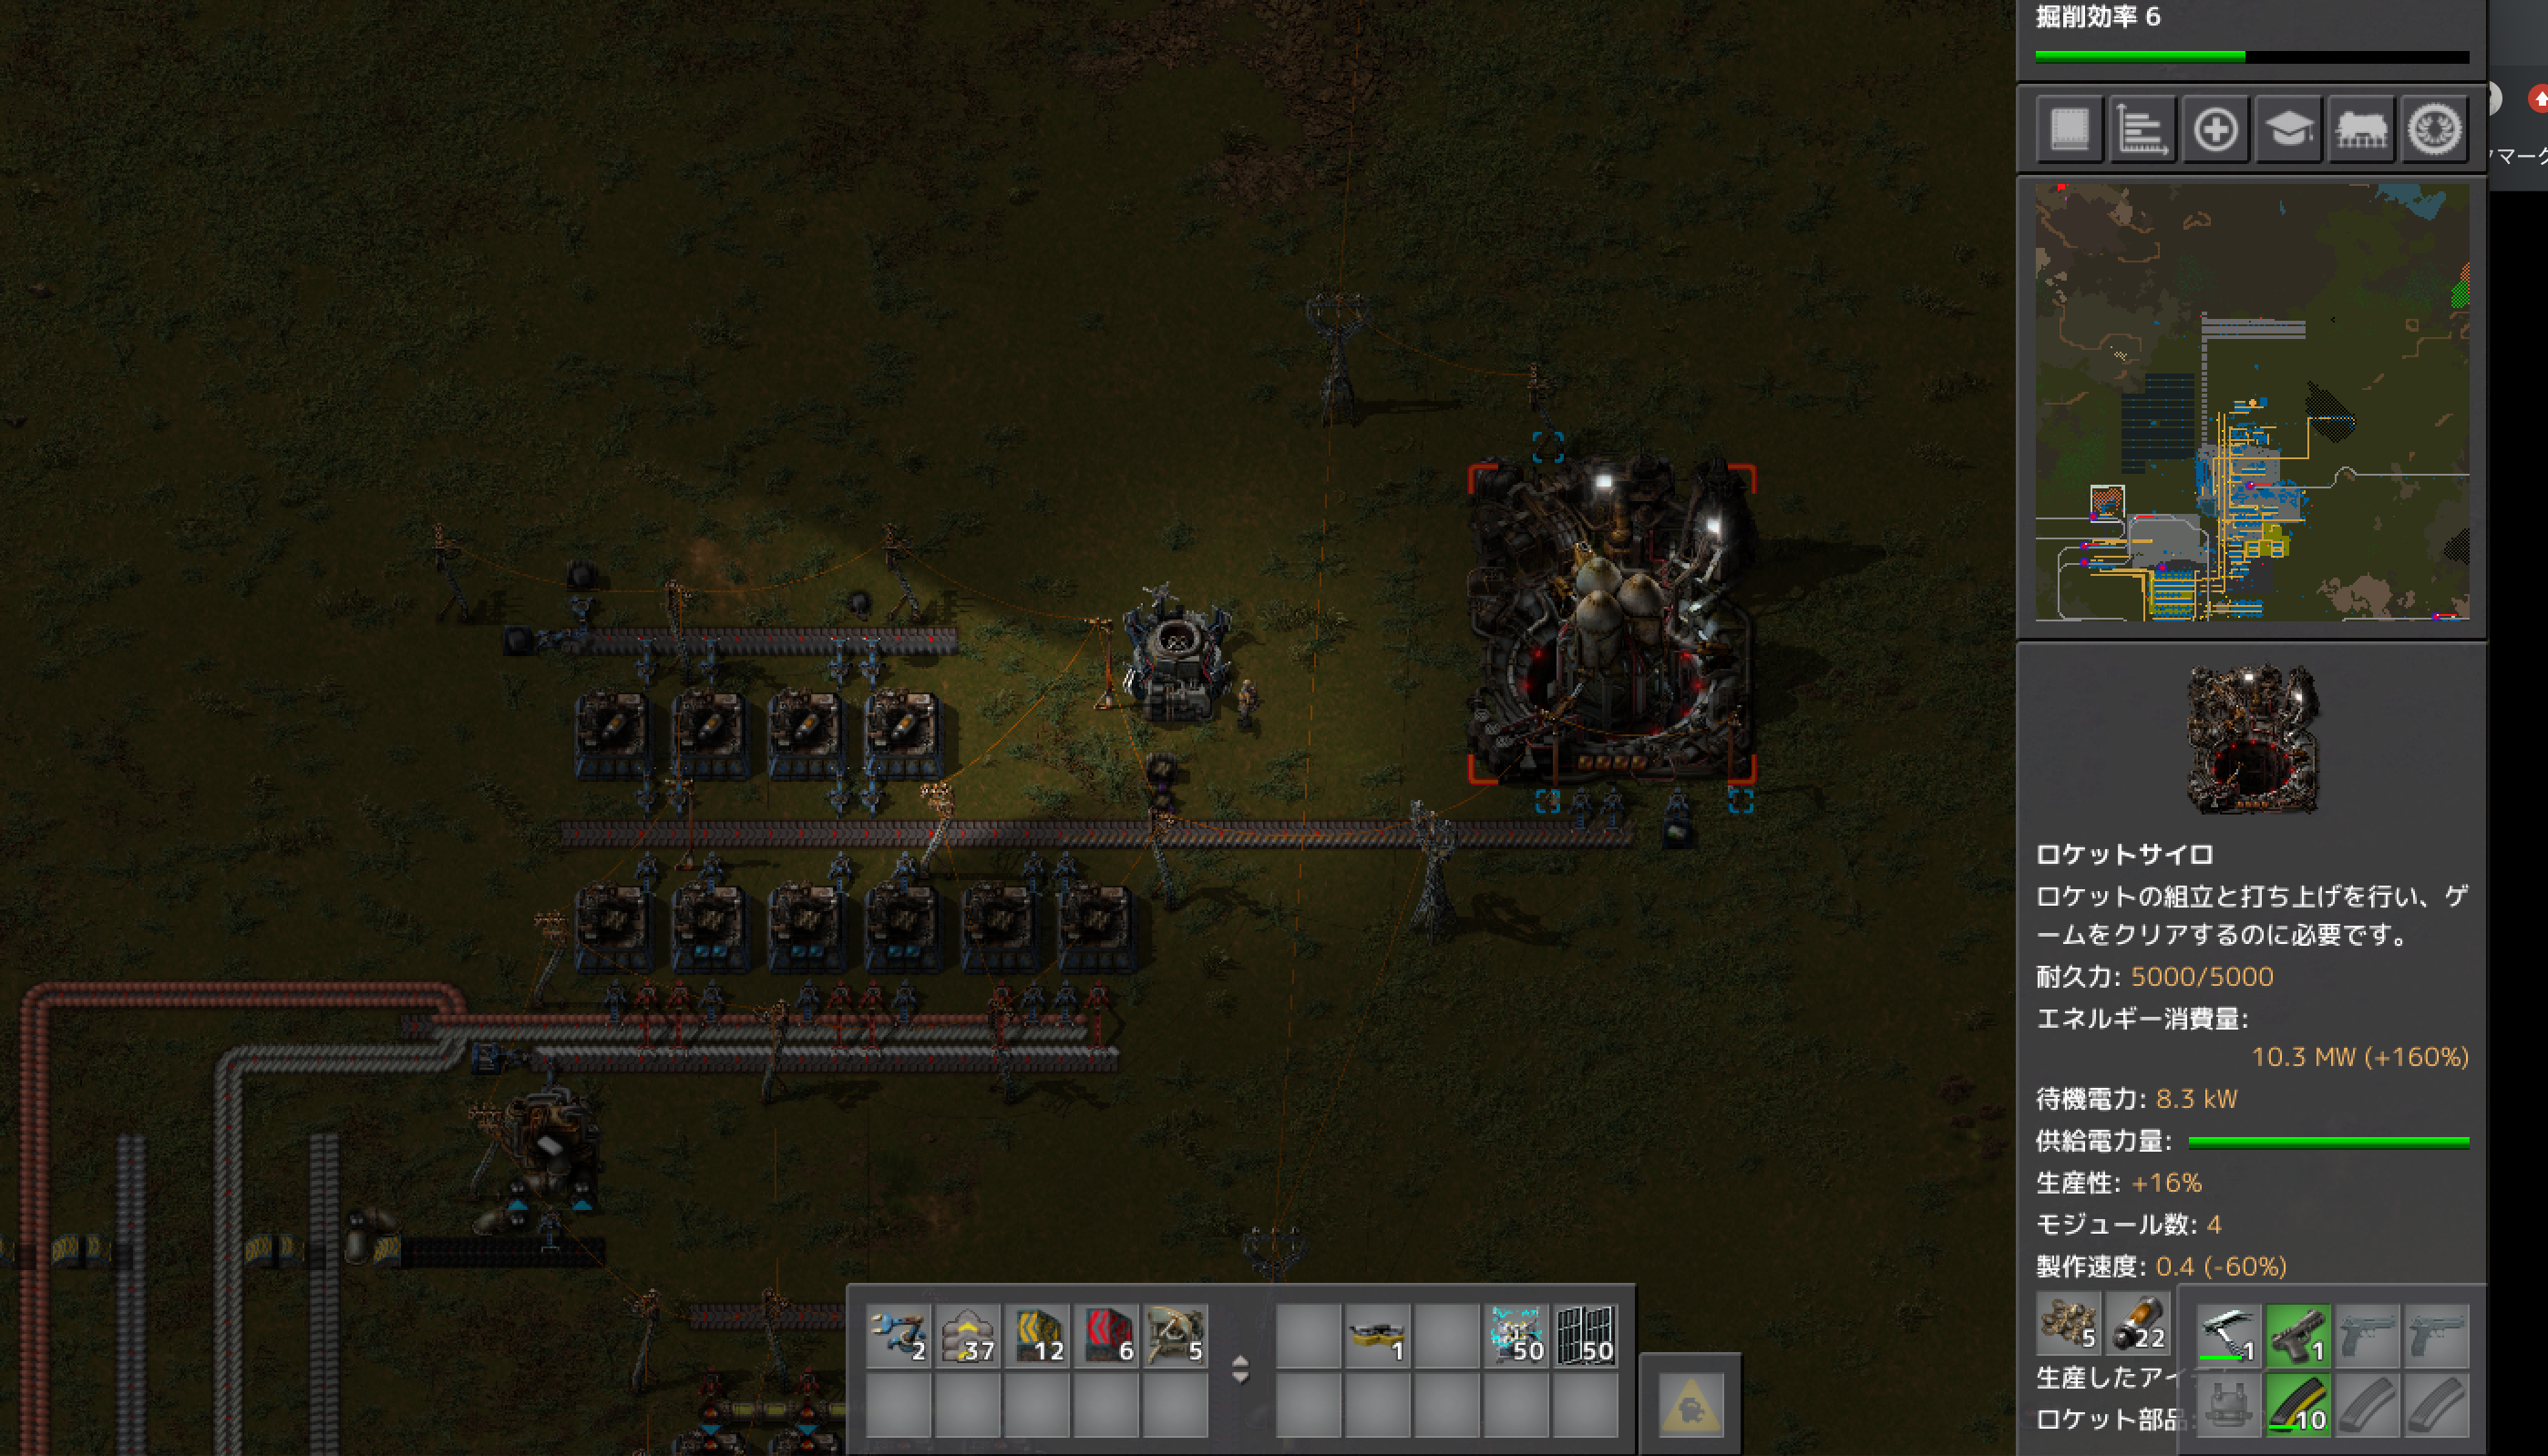 掘削効率 6
マーク
ロケットサイロ
ロケットの組立と打ち上げを行い、ゲ
ームをクリアするのに必要です。
耐久力: 5000/5000
エネルギー消費量:
10.3 MW (+160%)
待機電力: 8.3 kW
供給電力量:
生産性: +16%
モジュール数: 4
製作速度: 0.4 (-60%)
5 22
生産したアイ
ロケット部品:
2 37 12 6 5 1 50 50
1 1
10